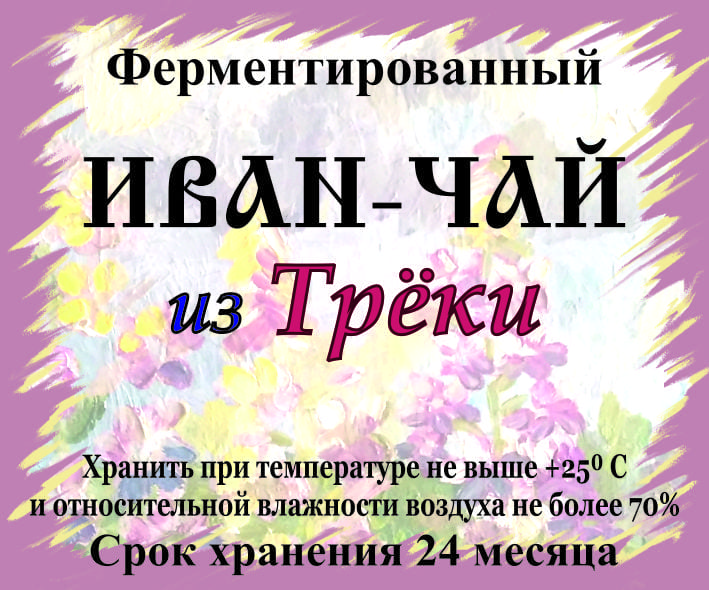 Ферментированный
ИВАН-ЧАЙ
из Трёки
Хранить при температуре не выше +25⁰ С
и относительной влажности воздуха не более 70%
Срок хранения 24 месяца